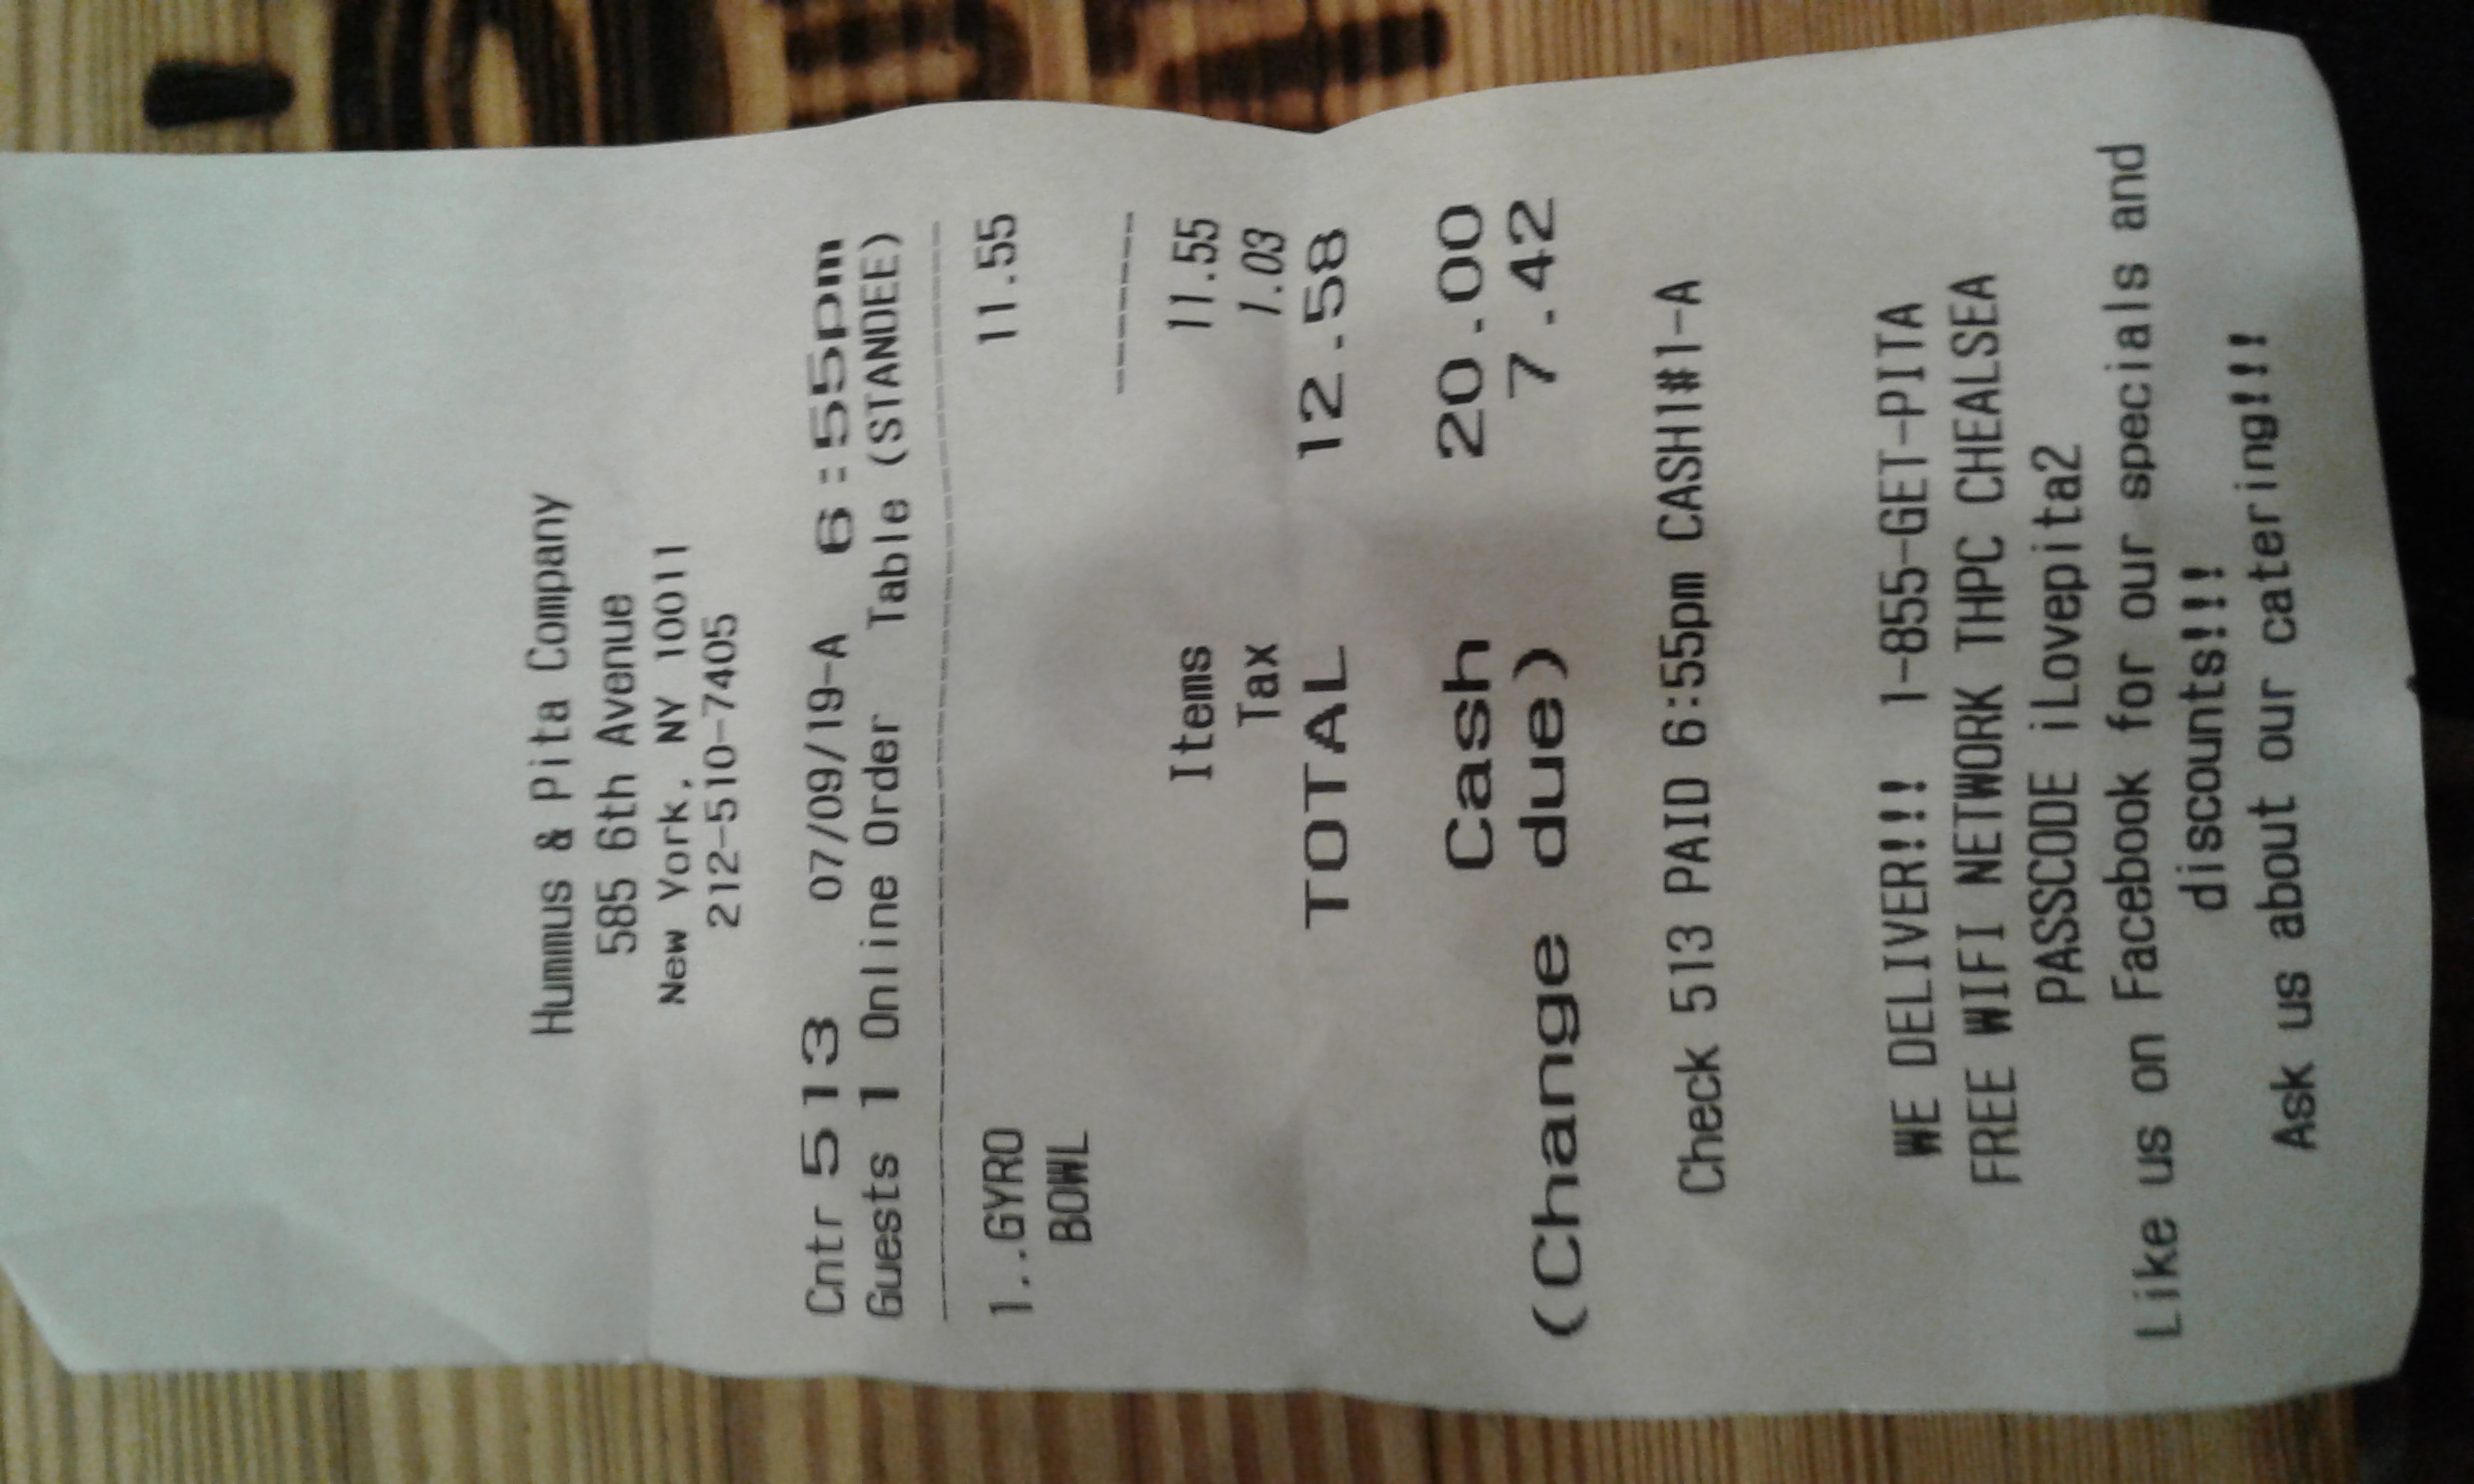 Hummus & Pita Company
585 6th Avenue
New York, NY 10011
212-510-7405
Cntr 513 07/09/19-A 6:55pm
Guests 1 Online Order Table (STANDEE)
1..GYRO 11.55
BOWL
Items 11.55
Tax 1.03
TOTAL 12.58
Cash 20.00
(Change due) 7.42
Check 513 PAID 6:55pm CASH1#1-A
WE DELIVER!!! 1-855-GET-PITA
FREE WIFI NETWORK THPC CHEALSEA
PASSCODE iLovepita2
Like us on Facebook for our specials and
discounts!!!
Ask us about our catering!!!